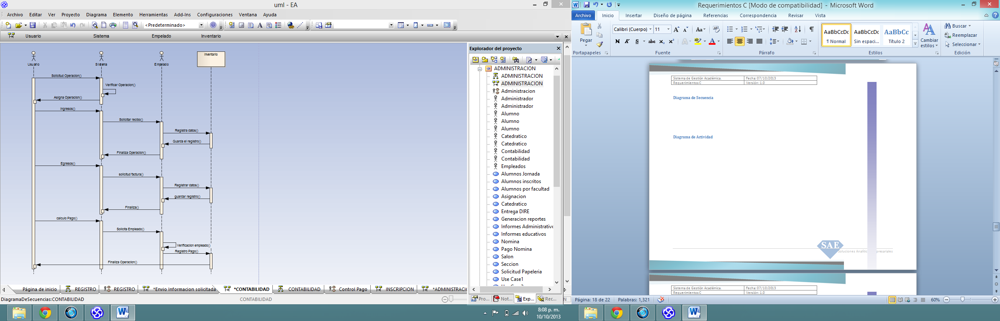 uml - EA
Archivo Editar Ver Proyecto Diagrama Elemento Herramientas Add-Ins Configuraciones Ventana Ayuda
<Predeterminado>
Usuario Sistema Empelado Inventario
Usuario
Sistema
Empelado
Inventario
Solicitud Operacion()
Verificar Operacion()
Asigna Operacion()
Ingresos()
Solicitar recibo()
Registra datos()
Guarda el registro()
Finaliza Operacion()
Egresos()
solicitud factura()
Registrar datos()
guardar registro()
Finaliza()
calculo Pago()
Solicita Empleado()
Verificacion empleado()
Registro Pago()
Finaliza Operacion()
Explorador del proyecto
ADMINISTRACION
ADMINISTRACION
ADMINISTRACION
Administracion
Administrador
Administrador
Alumno
Alumno
Alumno
Catedratico
Catedratico
Contabilidad
Contabilidad
Empleados
Alumnos Jornada
Alumnos inscritos
Alumnos por facultad
Asignacion
Catedratico
Entrega DIRE
Generacion reportes
Informes Administrativo
Informes educativos
Nomina
Pago Nomina
Salon
Seccion
Solicitud Papeleria
Use Case1
Pro... Not... Exp... Rec...
Página de inicio REGISTRO REGISTRO *Envio Informacion solicitada *CONTABILIDAD CONTABILIDAD Control Pago INSCRIPCION *ADMINISTRACI
DiagramaDeSecuencias:CONTABILIDAD CONTABILIDAD
8:08 p. m.
10/10/2013
Requerimientos C [Modo de compatibilidad] - Microsoft Word
Archivo Inicio Insertar Diseño de página Referencias Correspondencia Revisar Vista
Pegar
Portapapeles
Calibri (Cuerpo) 11
N K S abc x₂ x²
Fuente
Párrafo
AaBbCcDc AaBbCcDc AaBbCc
¶ Normal Sin espaci... Título 2
Cambiar
estilos
Estilos
Buscar
Reemplazar
Seleccionar
Edición
Sistema de Gestión Académica. Fecha: 07/10/2013
Requerimientos C Versión: 1.0
Diagrama de Secuencia
Diagrama de Actividad
SAE
Sistema de Gestión Académica. Fecha: 07/10/2013
Requerimientos C Versión: 1.0
Página: 18 de 22 Palabras: 1,321 60%